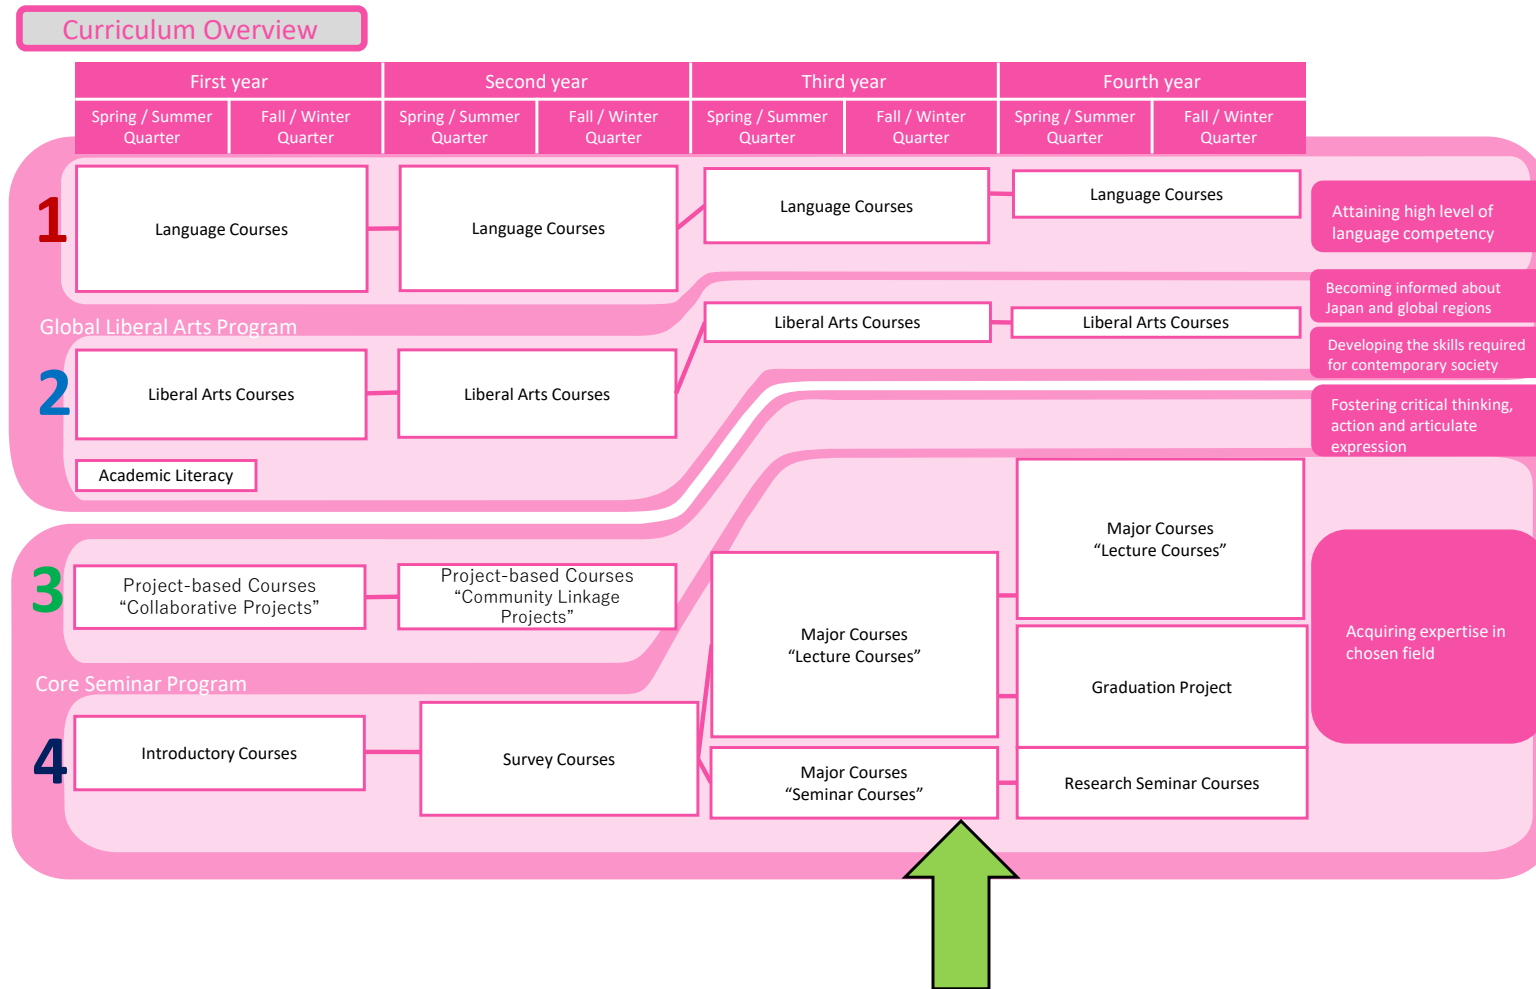 Curriculum Overview
First year
Second year
Third year
Fourth year
Spring / Summer
Quarter
Fall / Winter
Quarter
Spring / Summer
Quarter
Fall / Winter
Quarter
Spring / Summer
Quarter
Fall / Winter
Quarter
Spring / Summer
Quarter
Fall / Winter
Quarter
1
Language Courses
Language Courses
Language Courses
Language Courses
Attaining high level of
language competency
Global Liberal Arts Program
Becoming informed about
Japan and global regions
2
Liberal Arts Courses
Liberal Arts Courses
Liberal Arts Courses
Liberal Arts Courses
Developing the skills required
for contemporary society
Academic Literacy
Fostering critical thinking,
action and articulate
expression
3
Project-based Courses
“Collaborative Projects”
Project-based Courses
“Community Linkage
Projects”
Core Seminar Program
4
Introductory Courses
Survey Courses
Major Courses
“Lecture Courses”
Major Courses
“Seminar Courses”
Major Courses
“Lecture Courses”
Graduation Project
Research Seminar Courses
Acquiring expertise in
chosen field